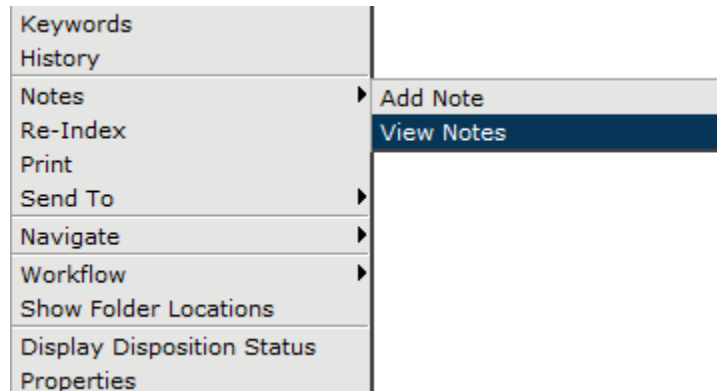 Keywords
History
Notes
Add Note
Re-Index
View Notes
Print
Send To
Navigate
Workflow
Show Folder Locations
Display Disposition Status
Properties